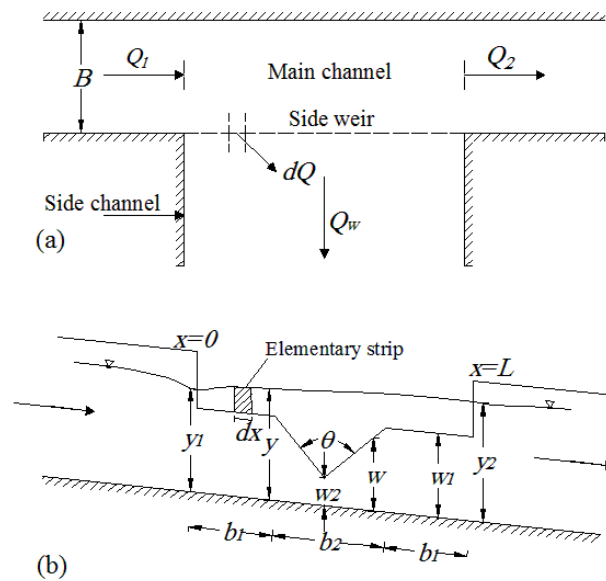 Q1
Main channel
Q2
B
Side weir
dQ
Side channel
Qw
(a)
x=0
Elementary strip
x=L
θ
y1
dx
y
w
w1
y2
w2
b1
b2
b1
(b)